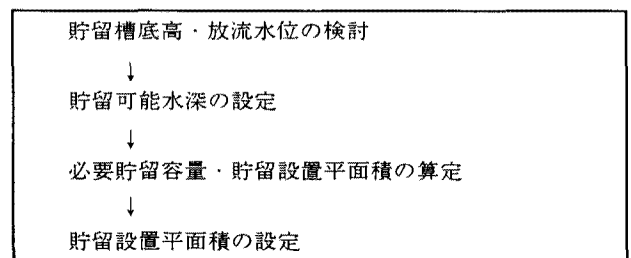 貯留槽底高・放流水位の検討
↓
貯留可能水深の設定
↓
必要貯留容量・貯留設置平面積の算定
↓
貯留設置平面積の設定